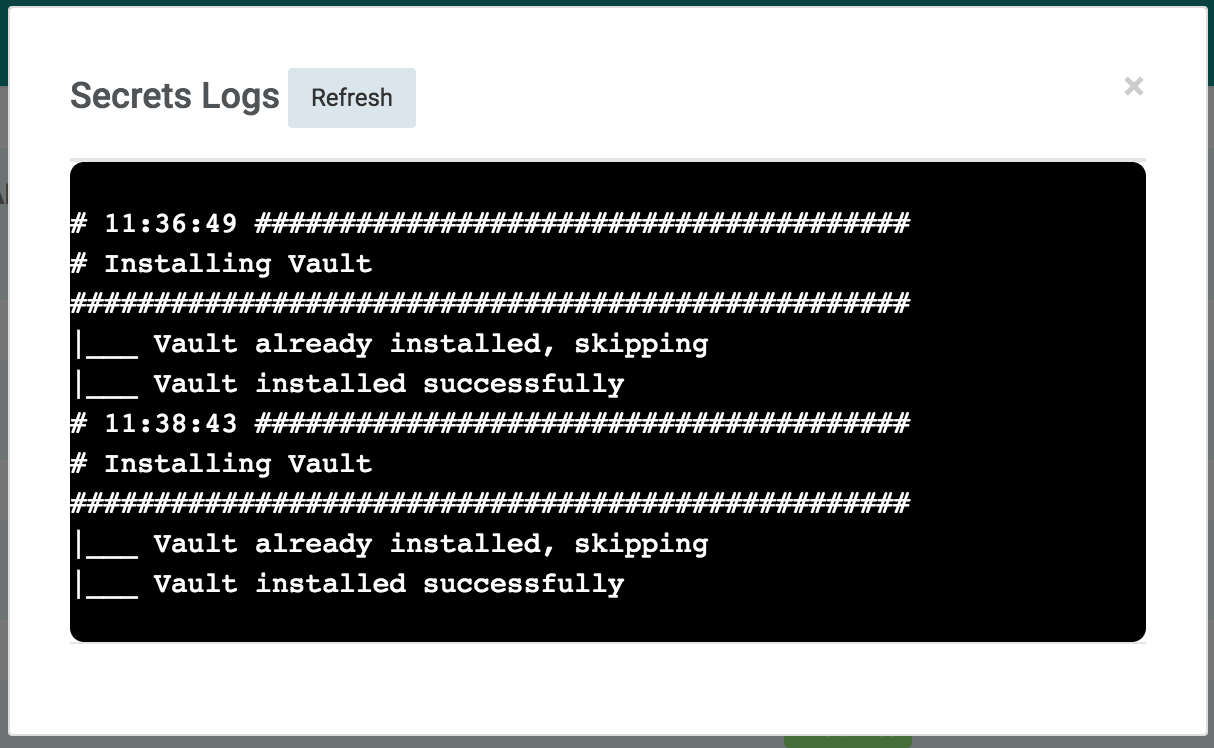 Secrets Logs Refresh ×
# 11:36:49 #######################################
# Installing Vault
##################################################
|___ Vault already installed, skipping
|___ Vault installed successfully
# 11:38:43 #######################################
# Installing Vault
##################################################
|___ Vault already installed, skipping
|___ Vault installed successfully